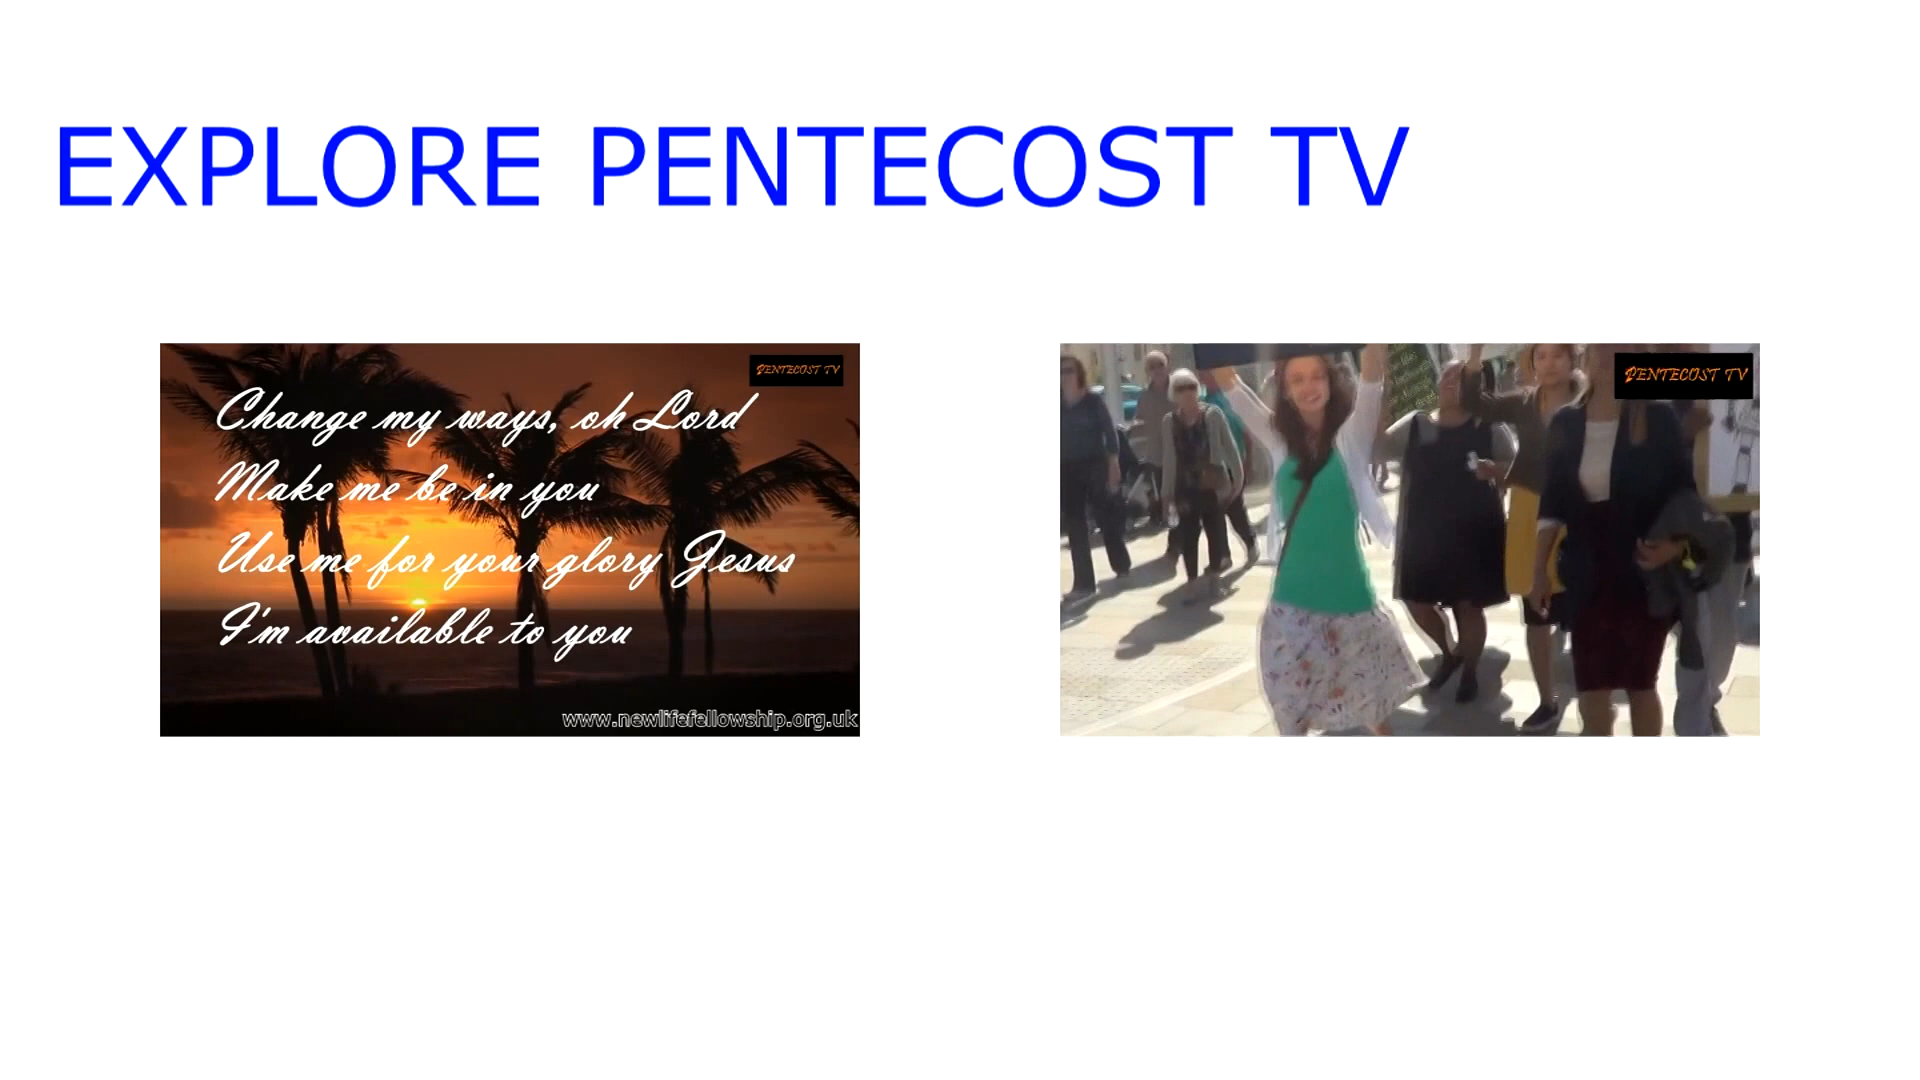 EXPLORE PENTECOST TV
PENTECOST TV
Change my ways, oh Lord
Make me be in you
Use me for your glory Jesus
I'm available to you
www.newlifefellowship.org.uk
PENTECOST TV